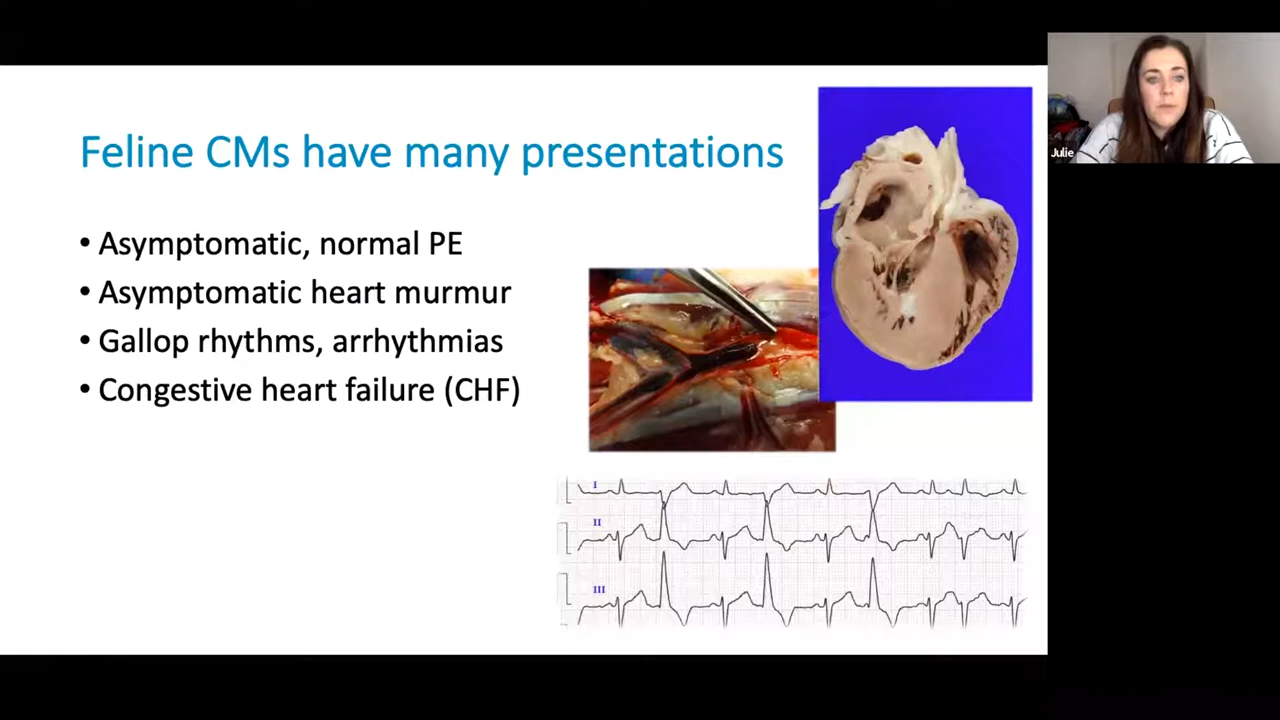 Feline CMs have many presentations
• Asymptomatic, normal PE
• Asymptomatic heart murmur
• Gallop rhythms, arrhythmias
• Congestive heart failure (CHF)
I
II
III
Julie